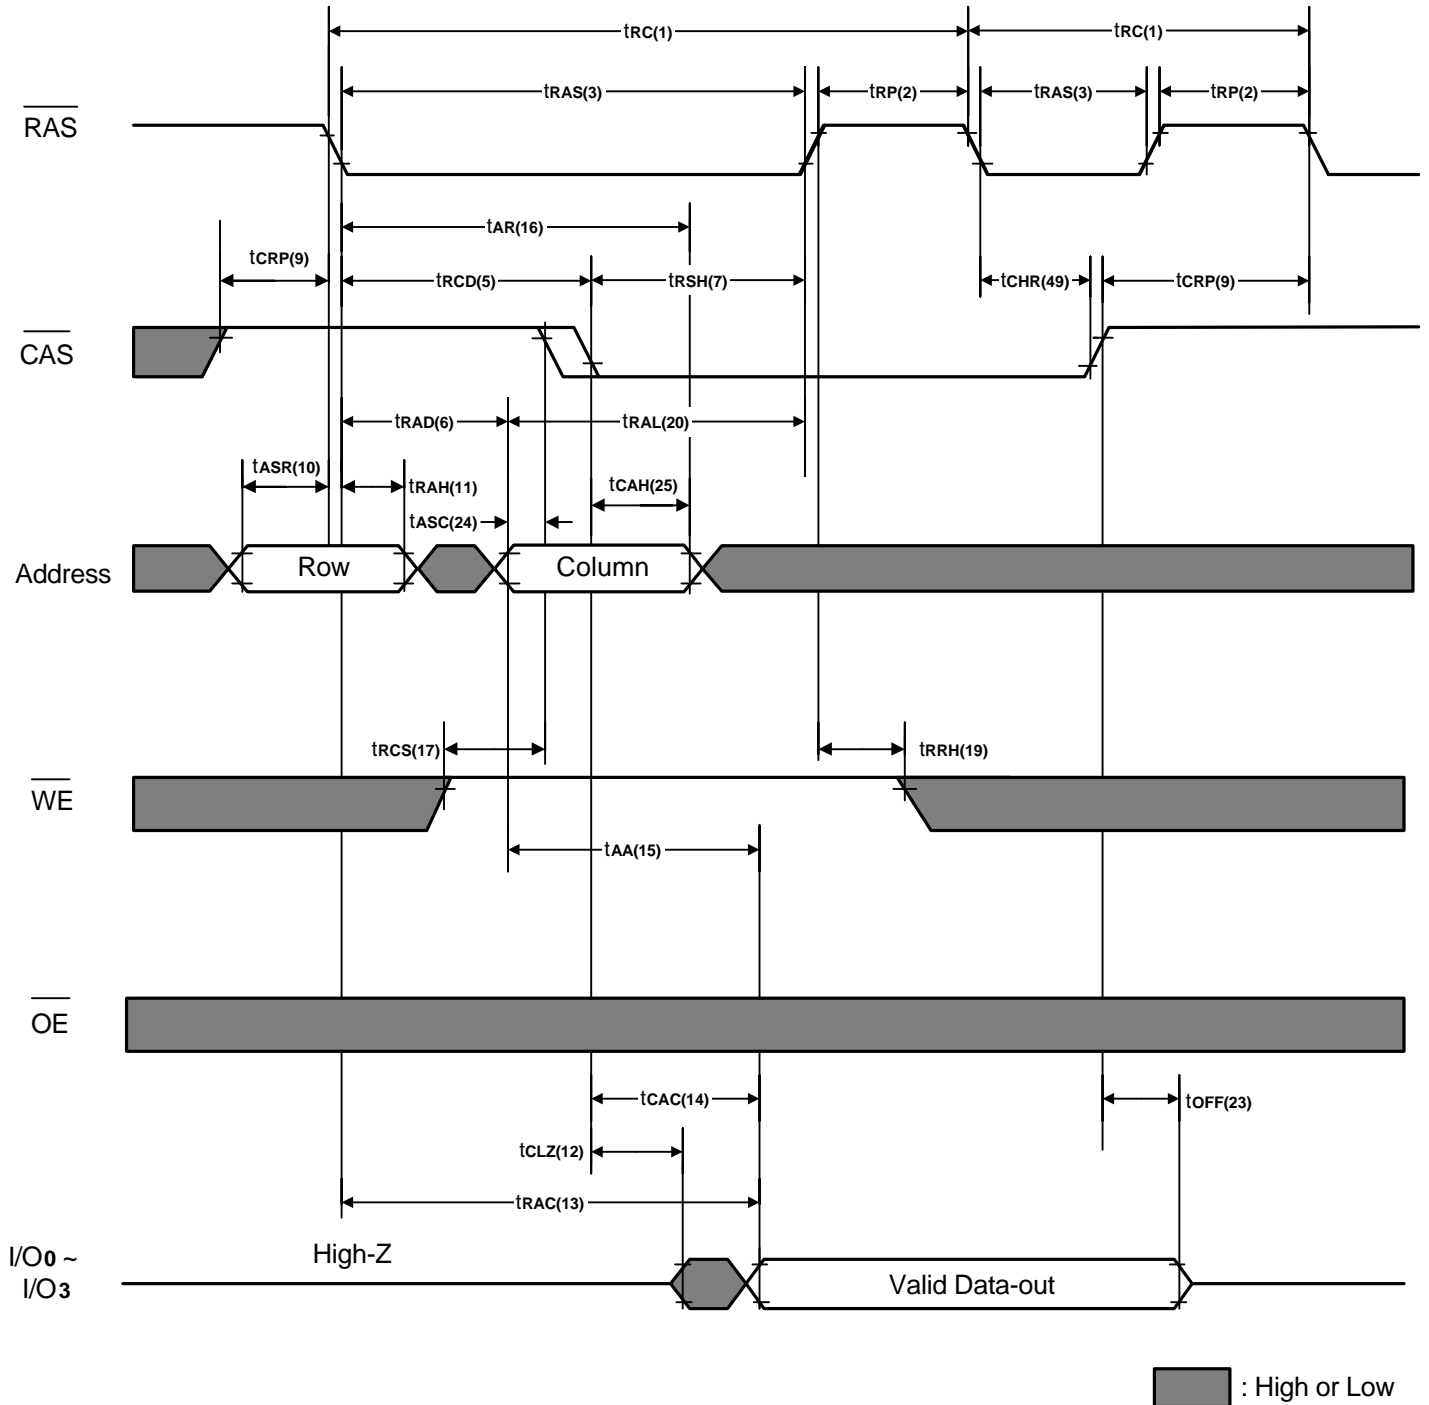 tRC(1) tRC(1)
tRAS(3) tRP(2) tRAS(3) tRP(2)
RAS
tAR(16)
tCRP(9) tRCD(5) tRSH(7) tCHR(49) tCRP(9)
CAS
tRAD(6) tRAL(20)
tASR(10) tRAH(11) tCAH(25)
tASC(24)
Address Row Column
tRCS(17) tRRH(19)
WE
tAA(15)
OE
tCAC(14) tOFF(23)
tCLZ(12)
tRAC(13)
I/O0 ~ High-Z
I/O3 Valid Data-out
: High or Low